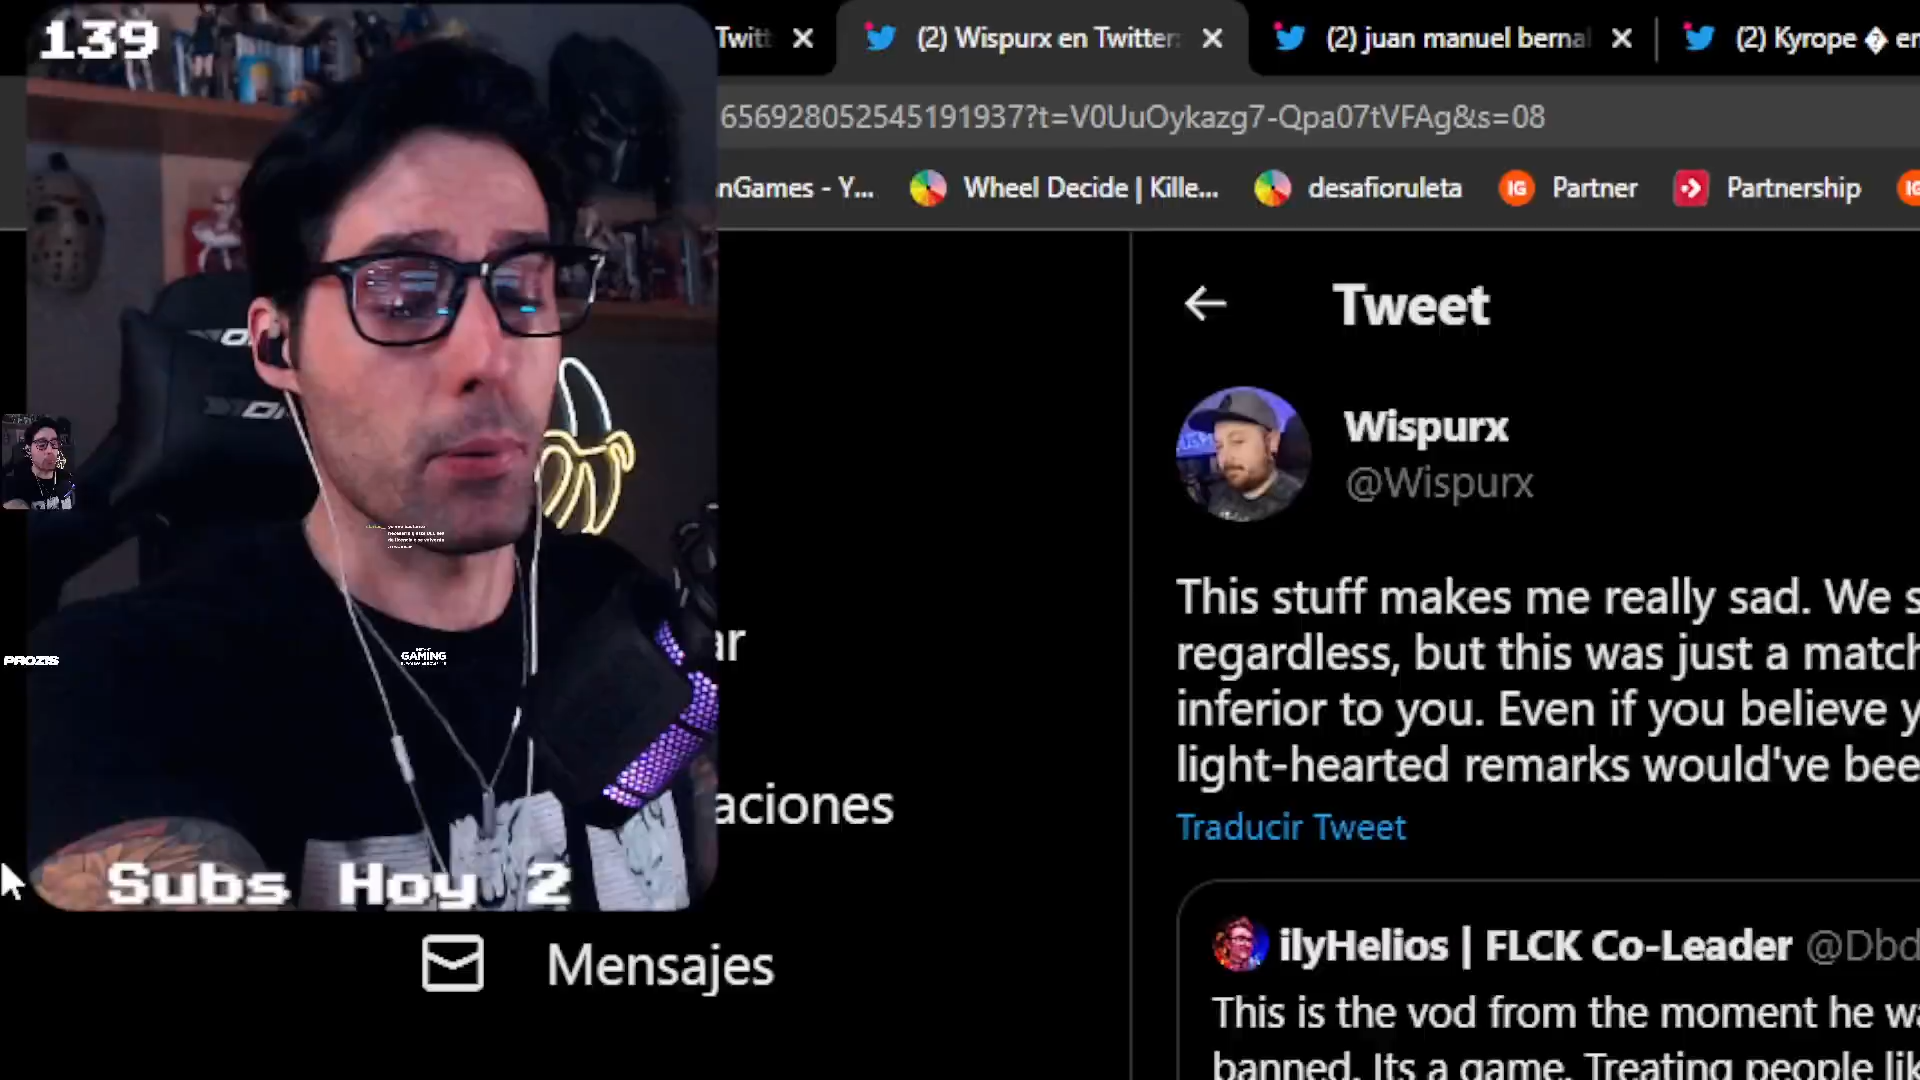 139
Twitt
(2) Wispurx en Twitter:
(2) juan manuel bernal
(2) Kyrope � en
656928052545191937?t=V0UuOykazg7-Qpa07tVFAg&s=08
nGames - Y...
Wheel Decide | Kille...
desafioruleta
IG Partner
Partnership
IG
Tweet
Wispurx
@Wispurx
This stuff makes me really sad. We s
regardless, but this was just a match
inferior to you. Even if you believe y
light-hearted remarks would've bee
Traducir Tweet
ilyHelios | FLCK Co-Leader @Dbd
This is the vod from the moment he wa
banned. Its a game. Treating people lik
ar
aciones
Mensajes
PROZIS
GAMING
Subs Hoy 2